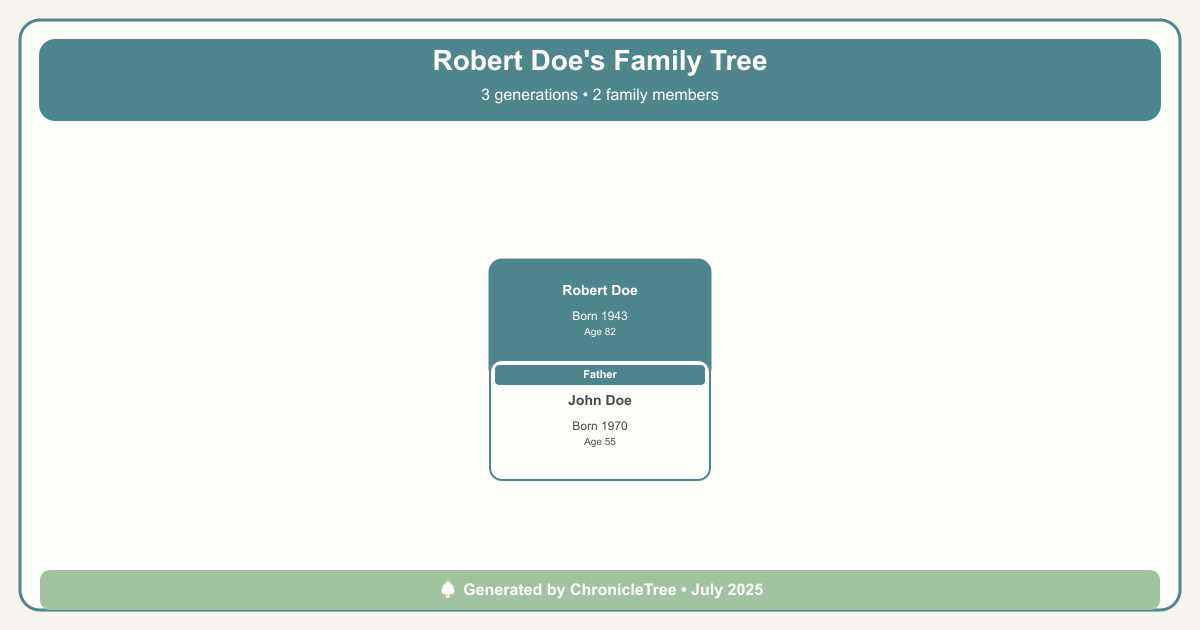 Robert Doe's Family Tree
3 generations • 2 family members
Robert Doe
Born 1943
Age 82
Father
John Doe
Born 1970
Age 55
Generated by ChronicleTree • July 2025